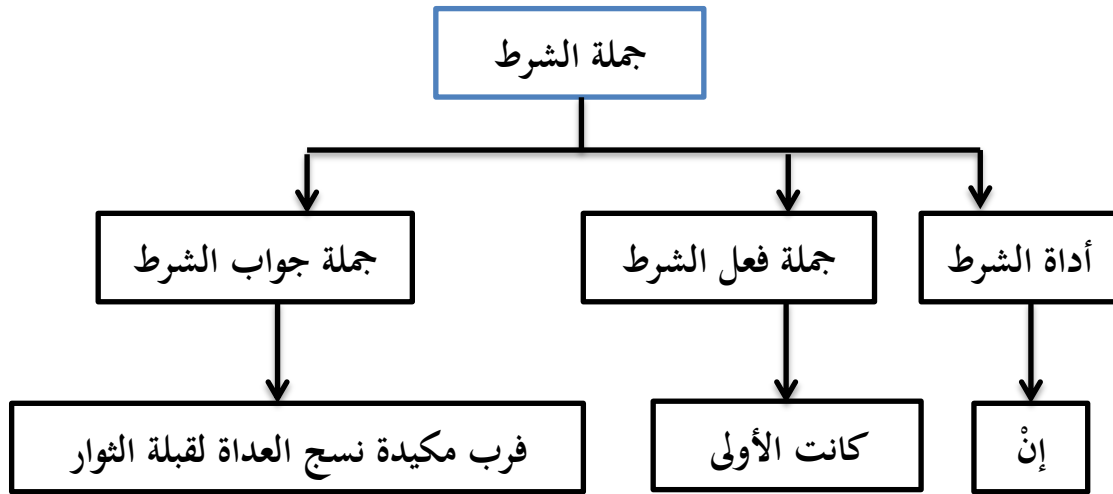 جملة الشرط
أداة الشرط
جملة فعل الشرط
جملة جواب الشرط
إنْ
كانت الأولى
فرب مكيدة نسج العداة لقبلة الثوار